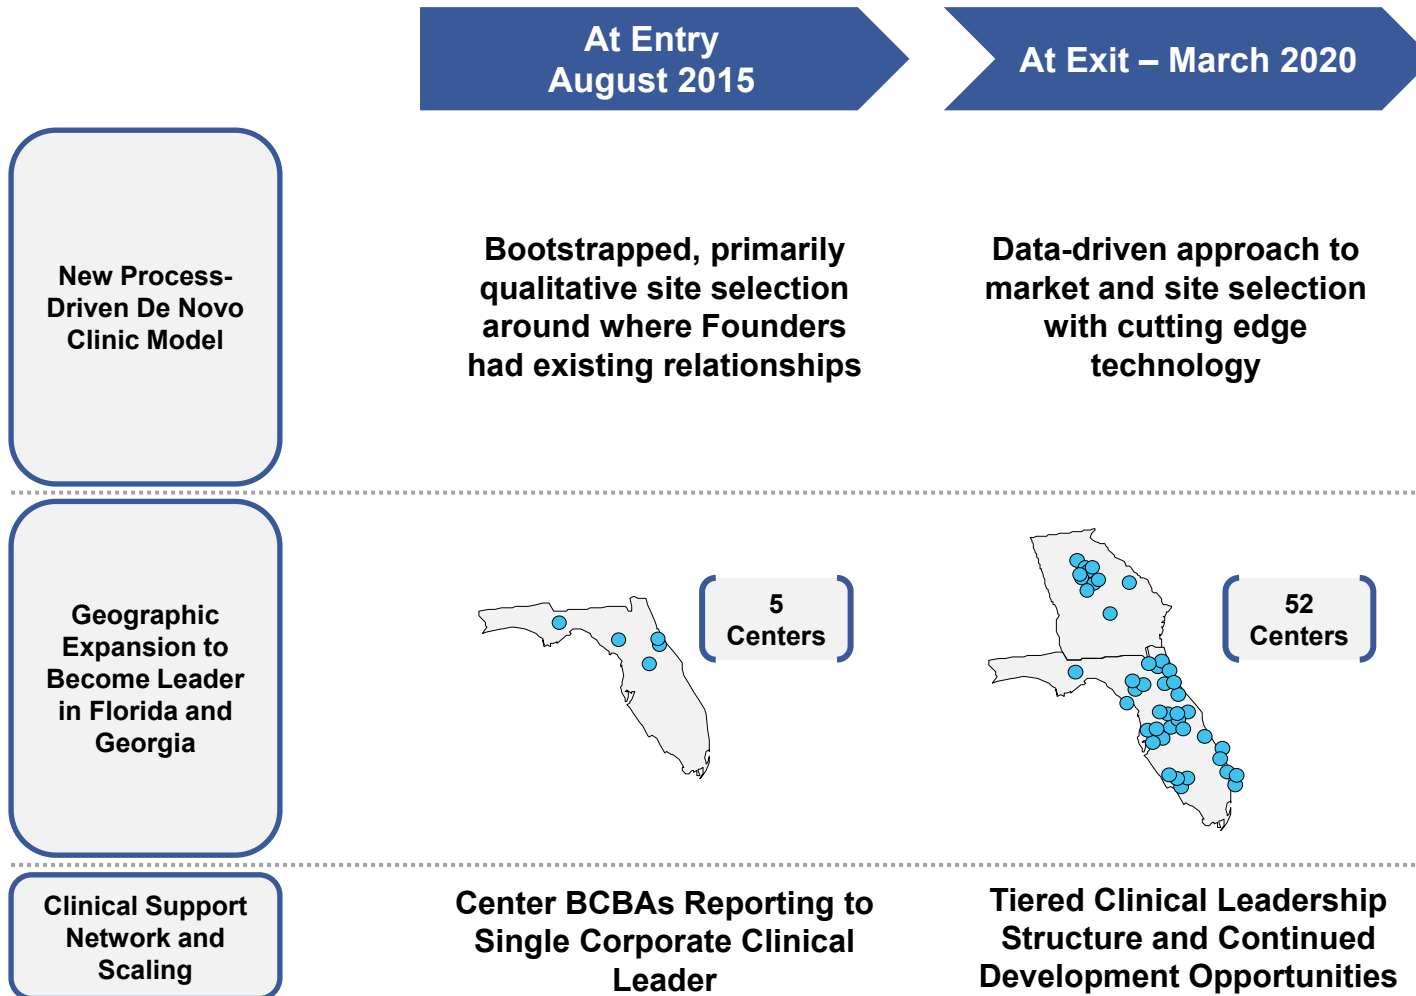 At Entry
August 2015
At Exit – March 2020
New Process-
Driven De Novo
Clinic Model
Bootstrapped, primarily
qualitative site selection
around where Founders
had existing relationships
Data-driven approach to
market and site selection
with cutting edge
technology
Geographic
Expansion to
Become Leader
in Florida and
Georgia
5
Centers
52
Centers
Clinical Support
Network and
Scaling
Center BCBAs Reporting to
Single Corporate Clinical
Leader
Tiered Clinical Leadership
Structure and Continued
Development Opportunities